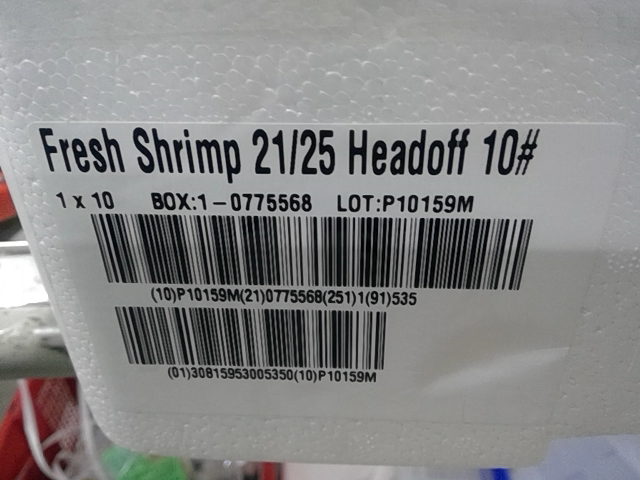 Fresh Shrimp 21/25 Headoff 10#
1 x 10 BOX:1-0775568 LOT:P10159M
(10)P10159M(21)0775568(251)1(91)535
(01)30815953005350(10)P10159M